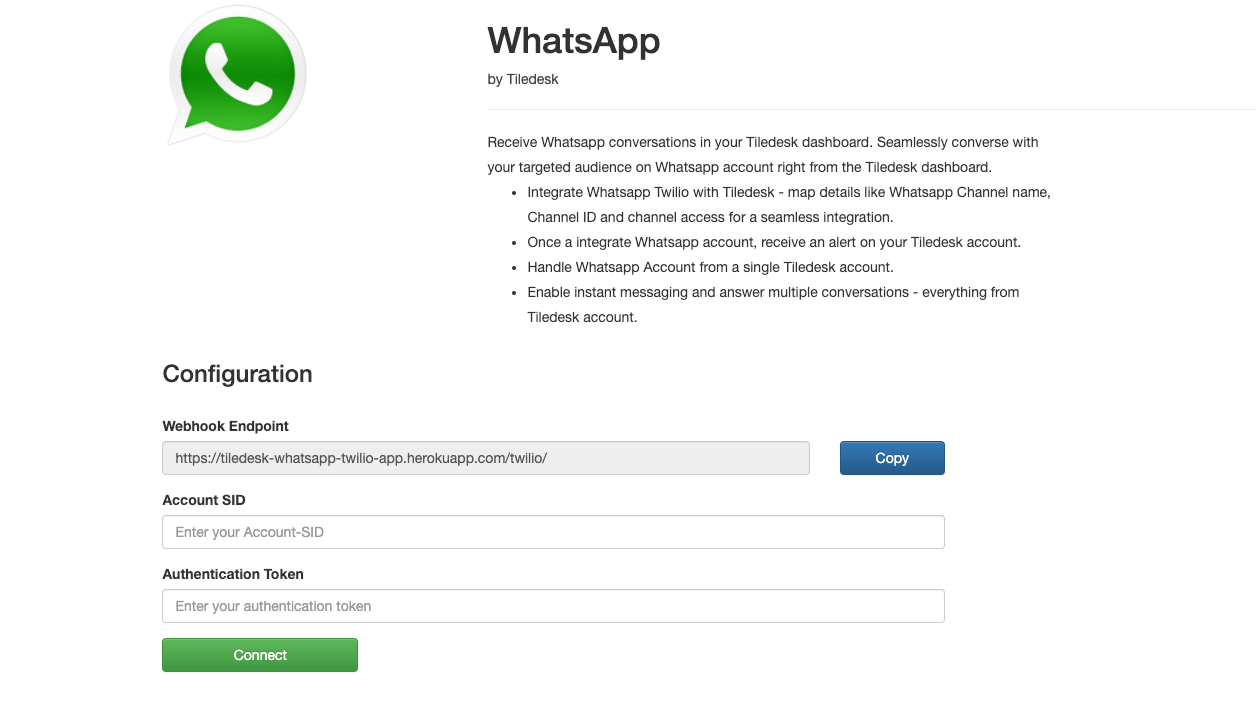 WhatsApp
by Tiledesk
Receive Whatsapp conversations in your Tiledesk dashboard. Seamlessly converse with
your targeted audience on Whatsapp account right from the Tiledesk dashboard.
• Integrate Whatsapp Twilio with Tiledesk - map details like Whatsapp Channel name,
Channel ID and channel access for a seamless integration.
• Once a integrate Whatsapp account, receive an alert on your Tiledesk account.
• Handle Whatsapp Account from a single Tiledesk account.
• Enable instant messaging and answer multiple conversations - everything from
Tiledesk account.
Configuration
Webhook Endpoint
https://tiledesk-whatsapp-twilio-app.herokuapp.com/twilio/
Copy
Account SID
Enter your Account-SID
Authentication Token
Enter your authentication token
Connect